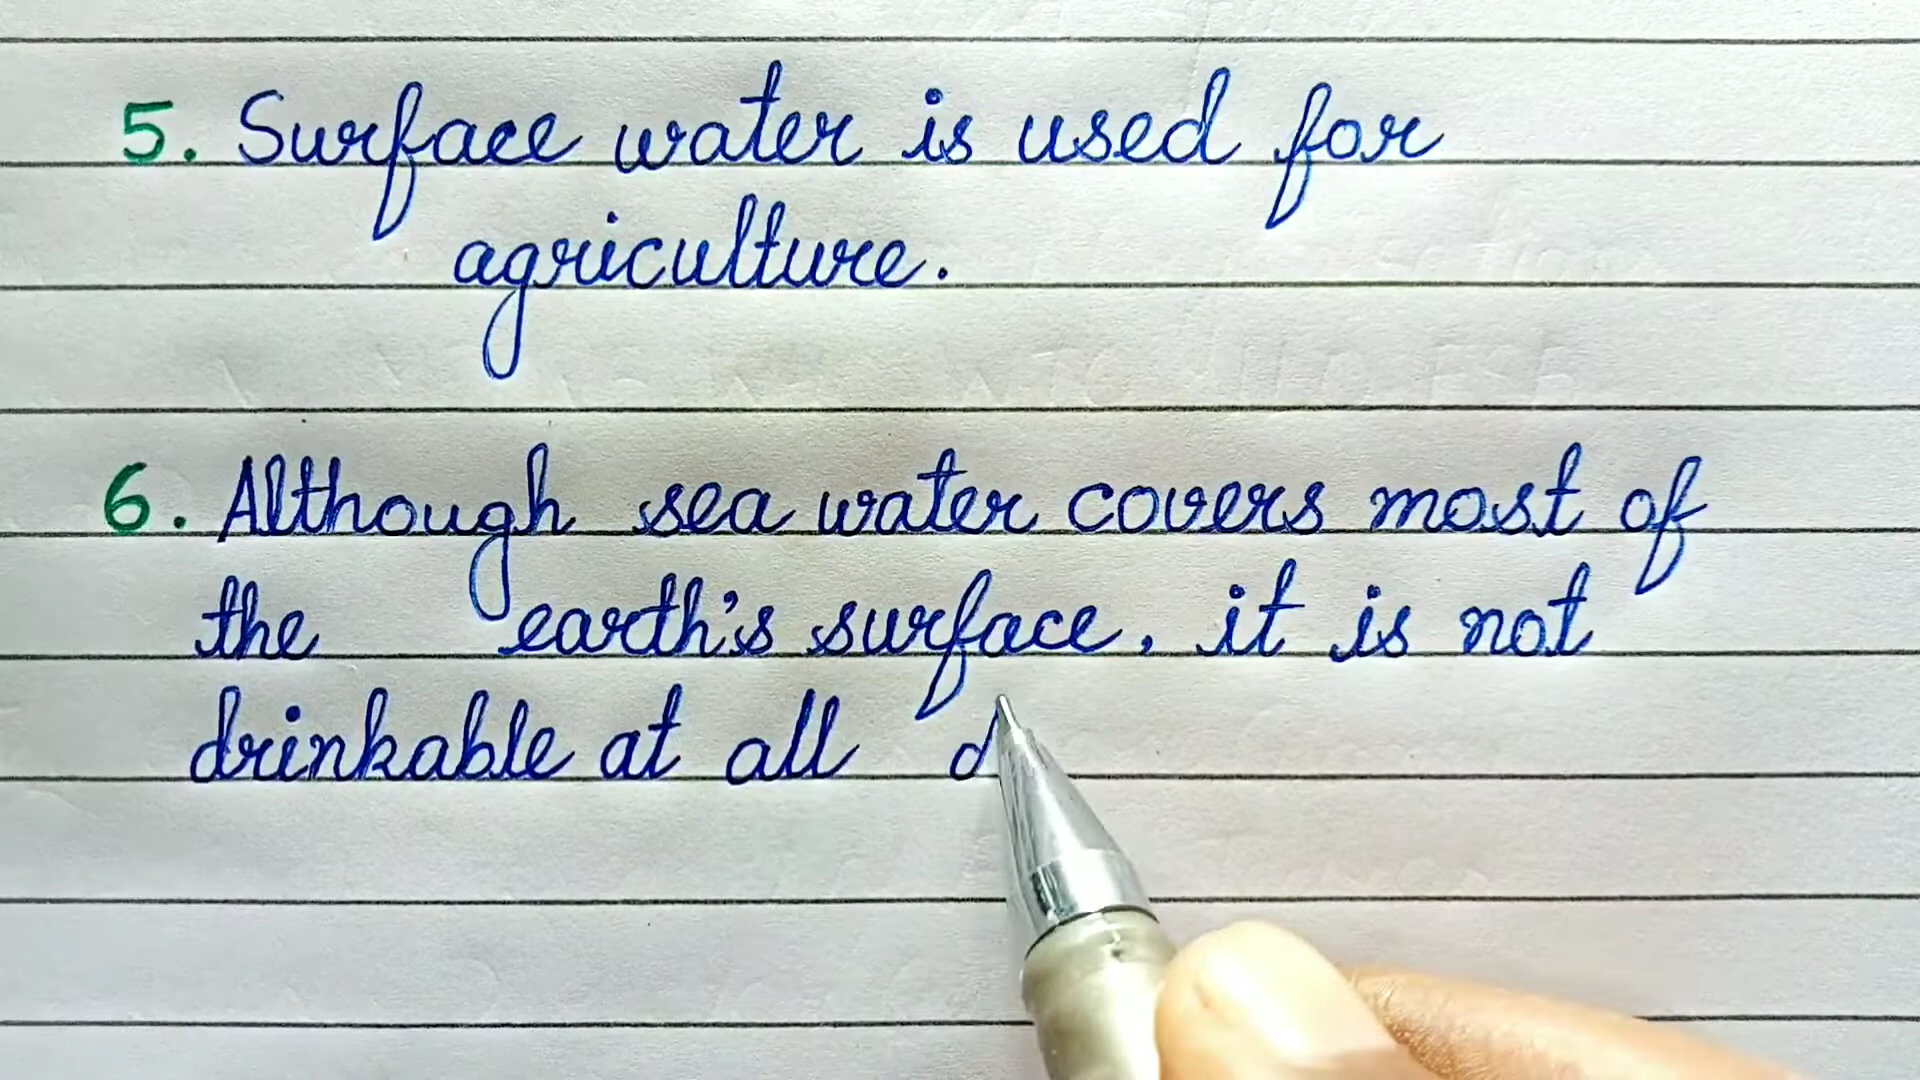 5. Surface water is used for
agriculture.
6. Although sea water covers most of
the earth's surface, it is not
drinkable at all d